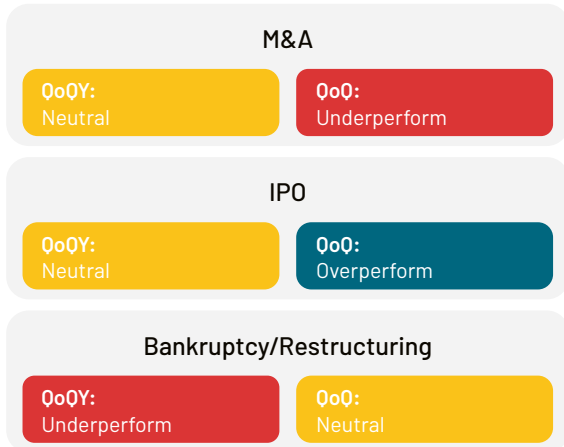 M&A
QoQY:
Neutral
QoQ:
Underperform
IPO
QoQY:
Neutral
QoQ:
Overperform
Bankruptcy/Restructuring
QoQY:
Underperform
QoQ:
Neutral